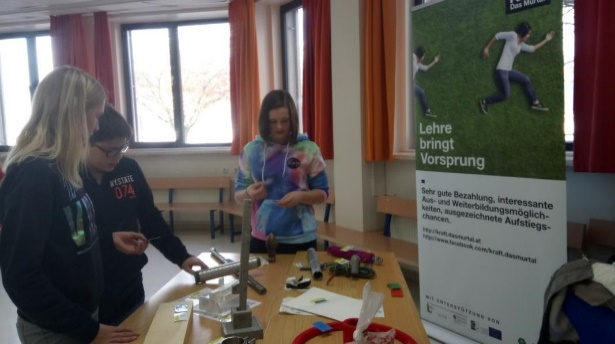 Das Murtal
Lehre
bringt
Vorsprung
Sehr gute Bezahlung, interessante
Aus- und Weiterbildungsmöglich-
keiten, ausgezeichnete Aufstiegs-
chancen.
http://kraft.dasmurtal.at
http://www.facebook.com/kraft.dasmurtal
MIT UNTERSTÜTZUNG VON
NYSTATE
074